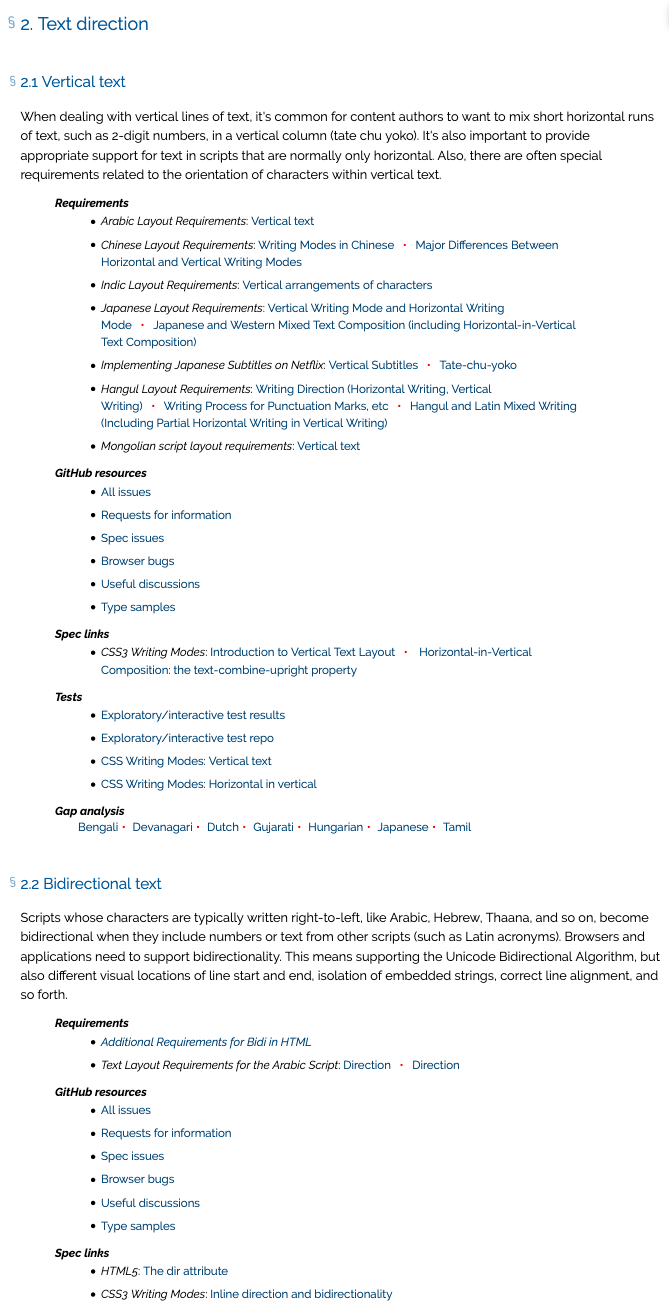 § 2. Text direction
§ 2.1 Vertical text
When dealing with vertical lines of text, it's common for content authors to want to mix short horizontal runs
of text, such as 2-digit numbers, in a vertical column (tate chu yoko). It's also important to provide
appropriate support for text in scripts that are normally only horizontal. Also, there are often special
requirements related to the orientation of characters within vertical text.
Requirements
• Arabic Layout Requirements: Vertical text
• Chinese Layout Requirements: Writing Modes in Chinese • Major Differences Between
Horizontal and Vertical Writing Modes
• Indic Layout Requirements: Vertical arrangements of characters
• Japanese Layout Requirements: Vertical Writing Mode and Horizontal Writing
Mode • Japanese and Western Mixed Text Composition (including Horizontal-in-Vertical
Text Composition)
• Implementing Japanese Subtitles on Netflix: Vertical Subtitles • Tate-chu-yoko
• Hangul Layout Requirements: Writing Direction (Horizontal Writing, Vertical
Writing) • Writing Process for Punctuation Marks, etc • Hangul and Latin Mixed Writing
(Including Partial Horizontal Writing in Vertical Writing)
• Mongolian script layout requirements: Vertical text
GitHub resources
• All issues
• Requests for information
• Spec issues
• Browser bugs
• Useful discussions
• Type samples
Spec links
• CSS3 Writing Modes: Introduction to Vertical Text Layout • Horizontal-in-Vertical
Composition: the text-combine-upright property
Tests
• Exploratory/interactive test results
• Exploratory/interactive test repo
• CSS Writing Modes: Vertical text
• CSS Writing Modes: Horizontal in vertical
Gap analysis
Bengali • Devanagari • Dutch • Gujarati • Hungarian • Japanese • Tamil
§ 2.2 Bidirectional text
Scripts whose characters are typically written right-to-left, like Arabic, Hebrew, Thaana, and so on, become
bidirectional when they include numbers or text from other scripts (such as Latin acronyms). Browsers and
applications need to support bidirectionality. This means supporting the Unicode Bidirectional Algorithm, but
also different visual locations of line start and end, isolation of embedded strings, correct line alignment, and
so forth.
Requirements
• Additional Requirements for Bidi in HTML
• Text Layout Requirements for the Arabic Script: Direction • Direction
GitHub resources
• All issues
• Requests for information
• Spec issues
• Browser bugs
• Useful discussions
• Type samples
Spec links
• HTML5: The dir attribute
• CSS3 Writing Modes: Inline direction and bidirectionality